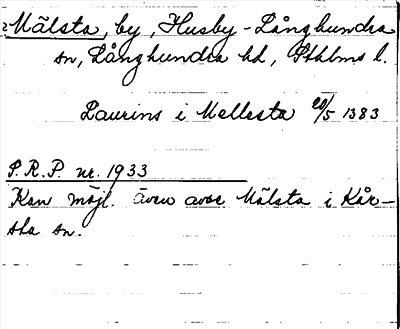 Mälsta, by, Husby-Långhundra
sn, Långhundra hd, Sthlms l.
Laurins i Mellesta 20/5 1383
S.R.P. nr. 1933
Kan möjl. även avse Mälsta i Kår-
sta sn.